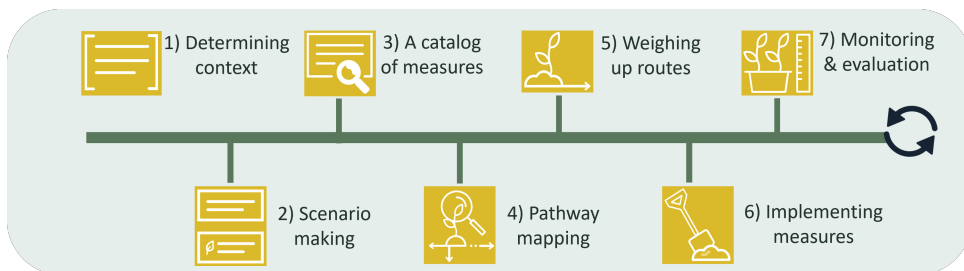 1) Determining
context
2) Scenario
making
3) A catalog
of measures
4) Pathway
mapping
5) Weighing
up routes
6) Implementing
measures
7) Monitoring
& evaluation